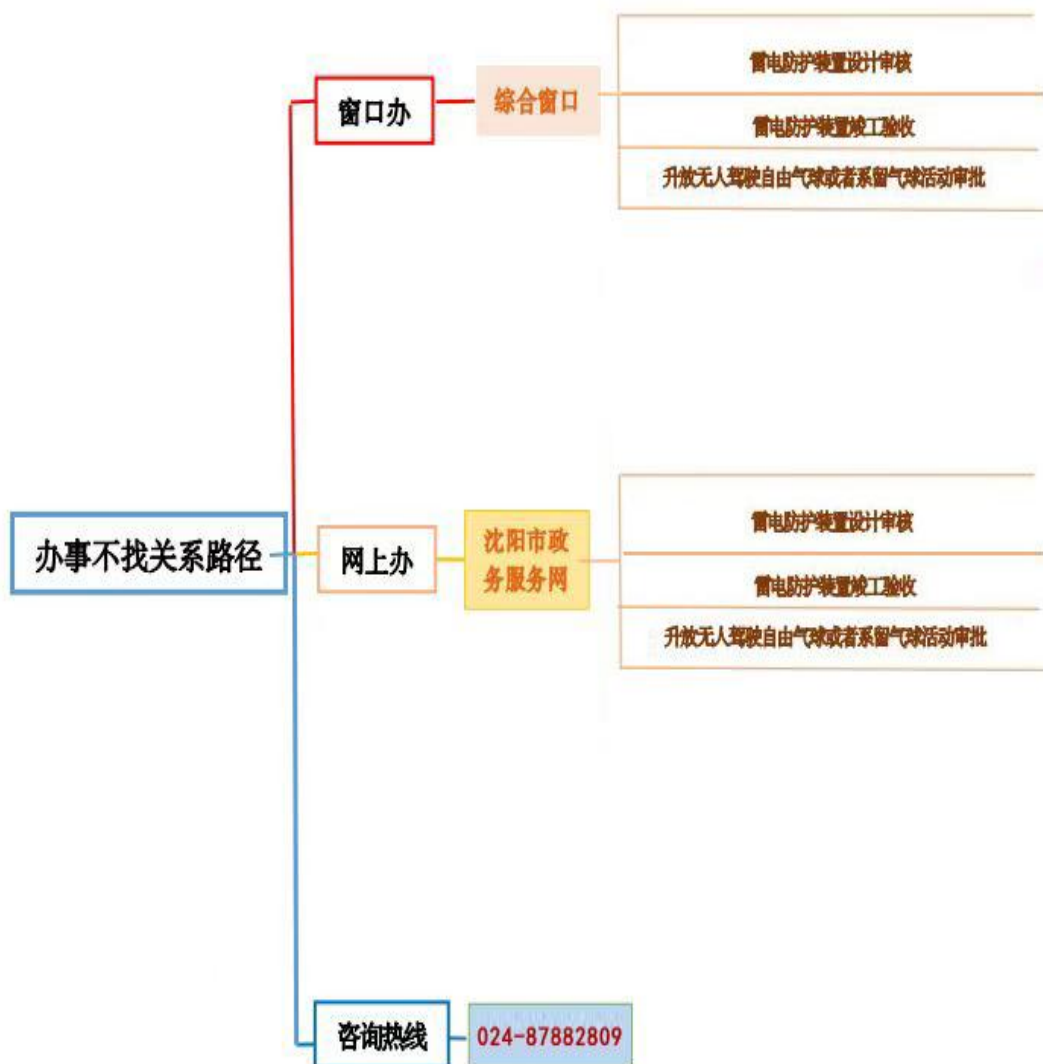 办事不找关系路径
窗口办
综合窗口
雷电防护装置设计审核
雷电防护装置竣工验收
升放无人驾驶自由气球或者系留气球活动审批
网上办
沈阳市政
务服务网
雷电防护装置设计审核
雷电防护装置竣工验收
升放无人驾驶自由气球或者系留气球活动审批
咨询热线
024-87882809